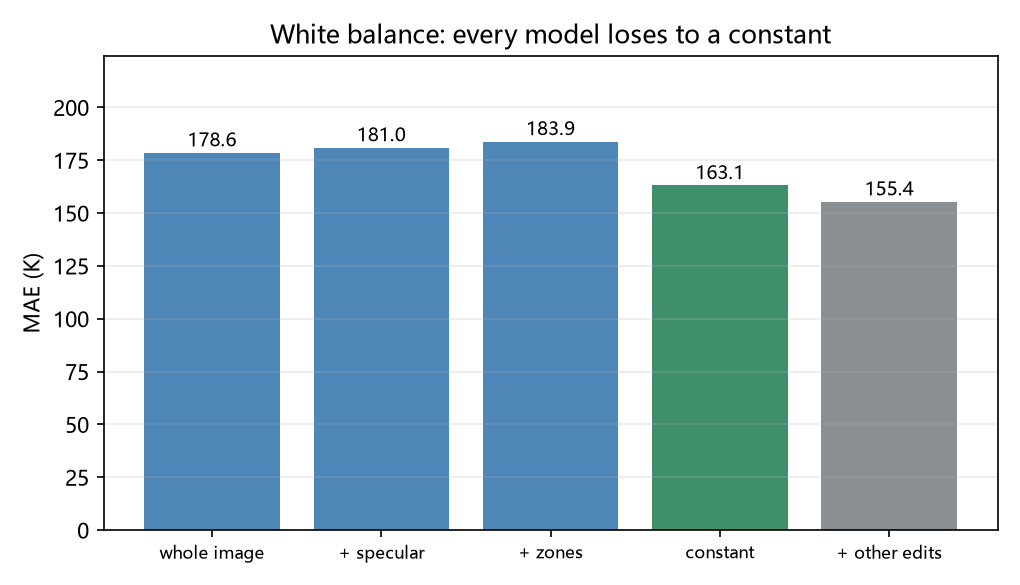 White balance: every model loses to a constant
MAE (K)
200
175
150
125
100
75
50
25
0
178.6
181.0
183.9
163.1
155.4
whole image
+ specular
+ zones
constant
+ other edits